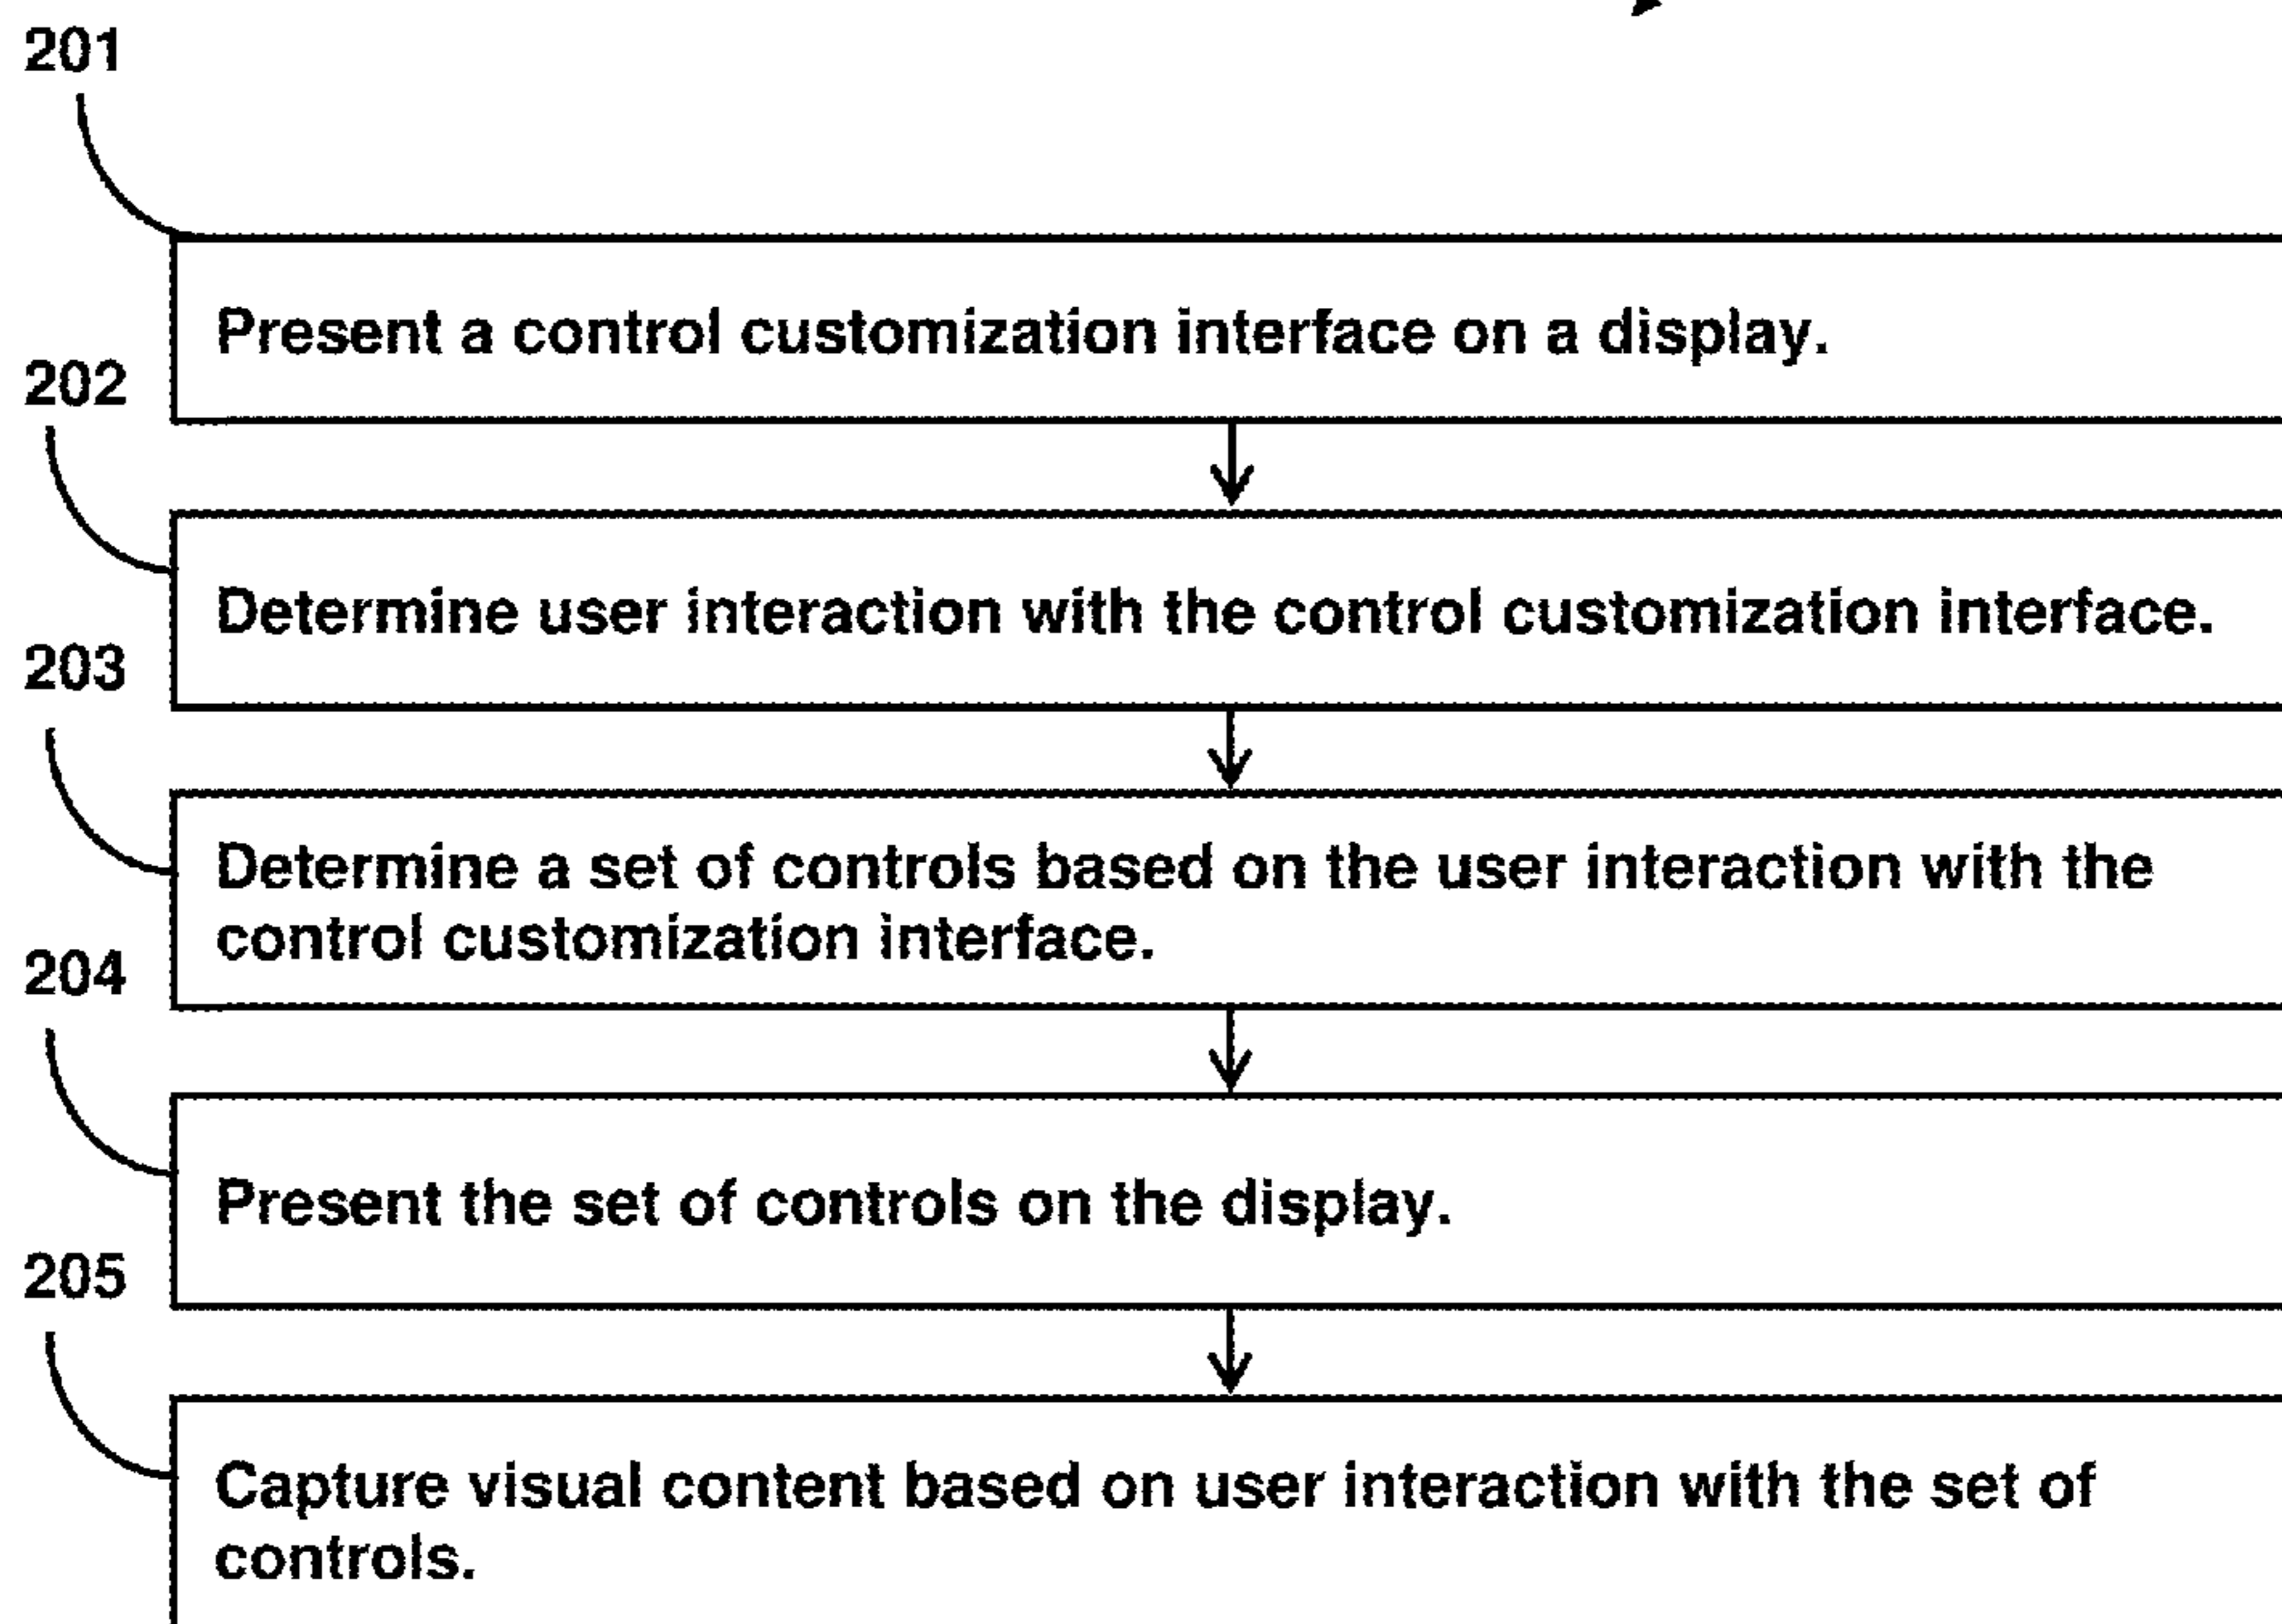 201
Present a control customization interface on a display.
202
Determine user interaction with the control customization interface.
203
Determine a set of controls based on the user interaction with the
control customization interface.
204
Present the set of controls on the display.
205
Capture visual content based on user interaction with the set of
controls.